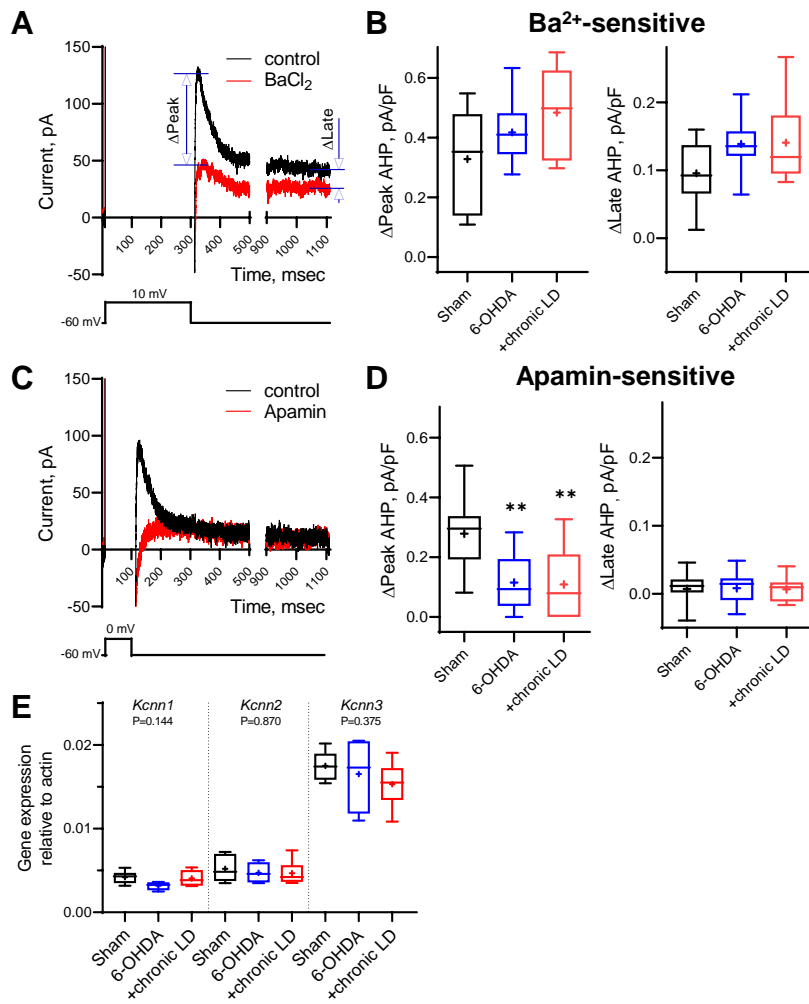 A
control
BaCl2
Current, pA
150
100
50
0
-50
ΔPeak
ΔLate
100
200
300
400
500
900
1000
1100
Time, msec
10 mV
-60 mV
B
Ba²⁺-sensitive
ΔPeak AHP, pA/pF
0.6
0.4
0.2
0.0
Sham
6-OHDA
+chronic LD
ΔLate AHP, pA/pF
0.2
0.1
0.0
Sham
6-OHDA
+chronic LD
C
control
Apamin
Current, pA
150
100
50
0
-50
100
200
300
400
500
900
1000
1100
Time, msec
0 mV
-60 mV
D
Apamin-sensitive
ΔPeak AHP, pA/pF
0.6
0.4
0.2
0.0
**
**
Sham
6-OHDA
+chronic LD
ΔLate AHP, pA/pF
0.2
0.1
0.0
Sham
6-OHDA
+chronic LD
E
Kcnn1
P=0.144
Kcnn2
P=0.870
Kcnn3
P=0.375
Gene expression
relative to actin
0.02
0.01
0.00
Sham
6-OHDA
+chronic LD
Sham
6-OHDA
+chronic LD
Sham
6-OHDA
+chronic LD